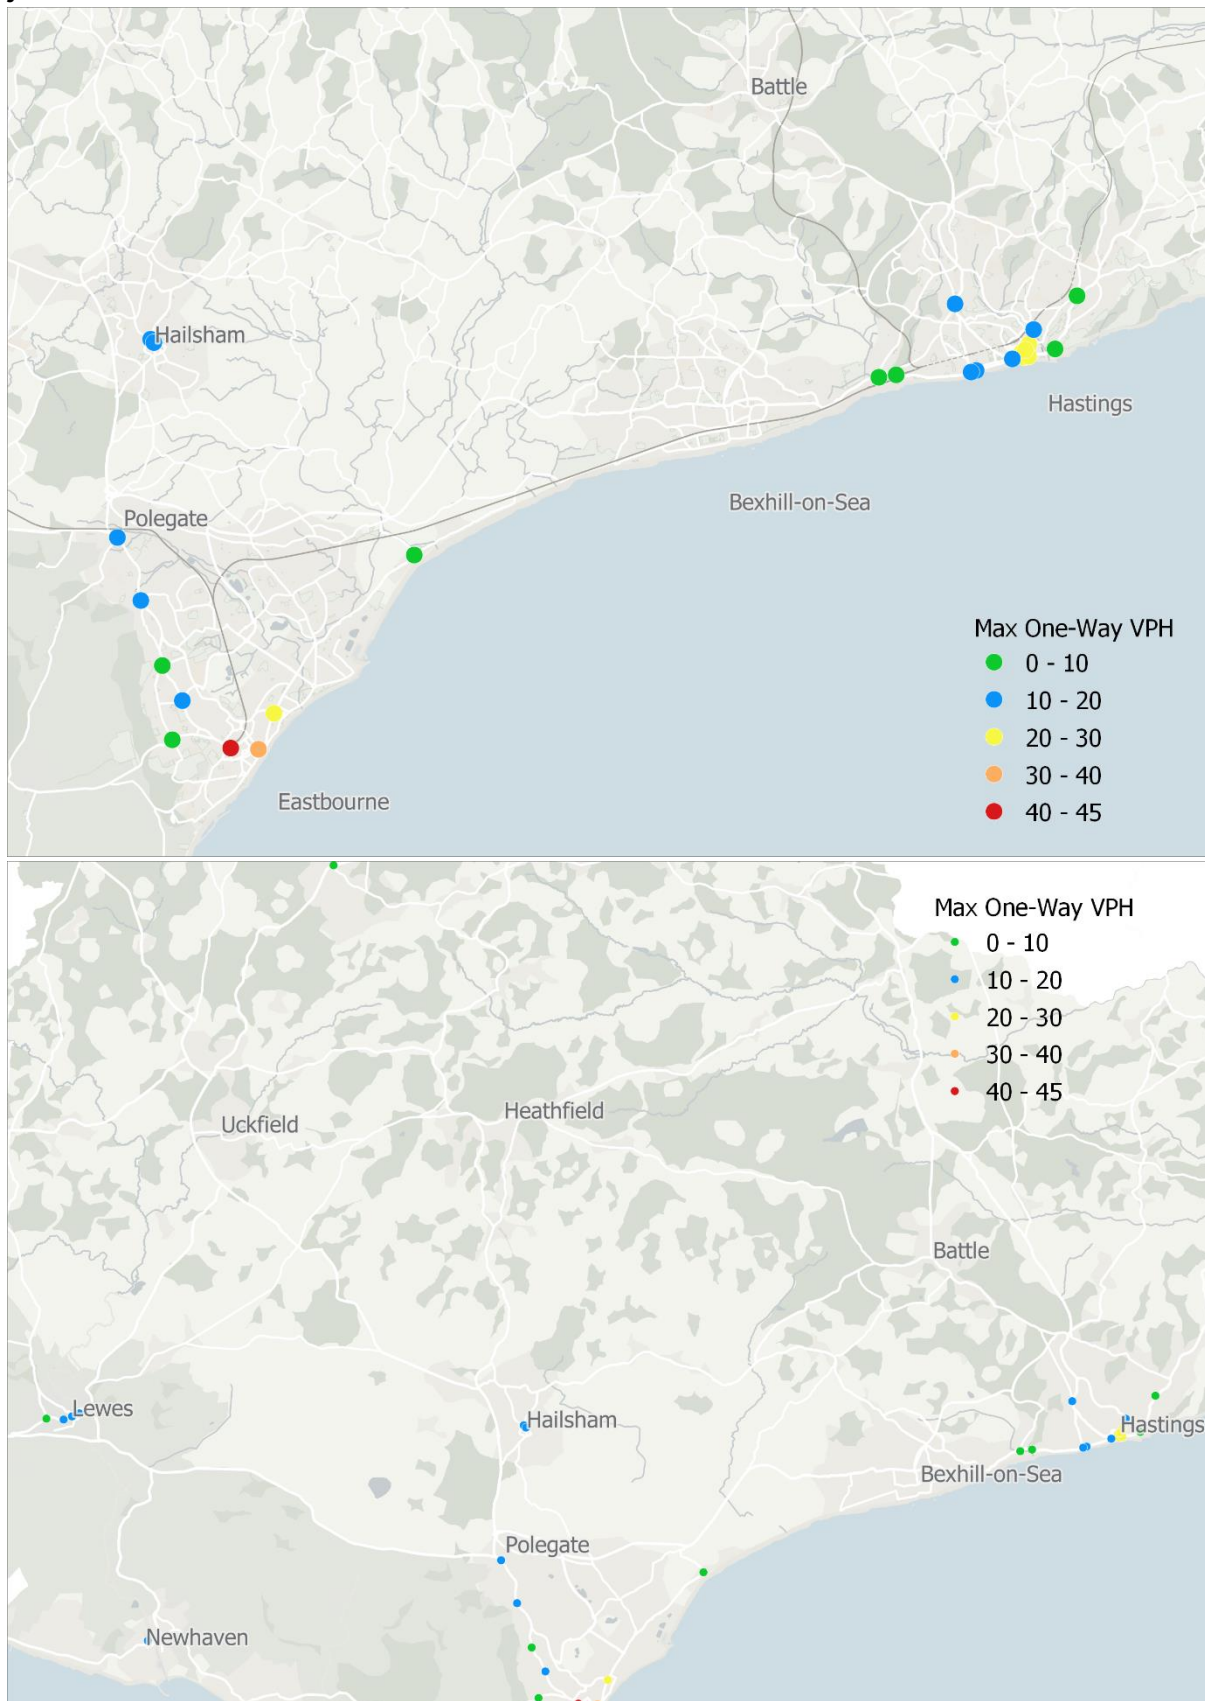 Battle
Hailsham
Hastings
Bexhill-on-Sea
Polegate
Eastbourne
Max One-Way VPH
0 - 10
10 - 20
20 - 30
30 - 40
40 - 45
Max One-Way VPH
0 - 10
10 - 20
20 - 30
30 - 40
40 - 45
Heathfield
Uckfield
Battle
Lewes
Hailsham
Hastings
Bexhill-on-Sea
Polegate
Newhaven